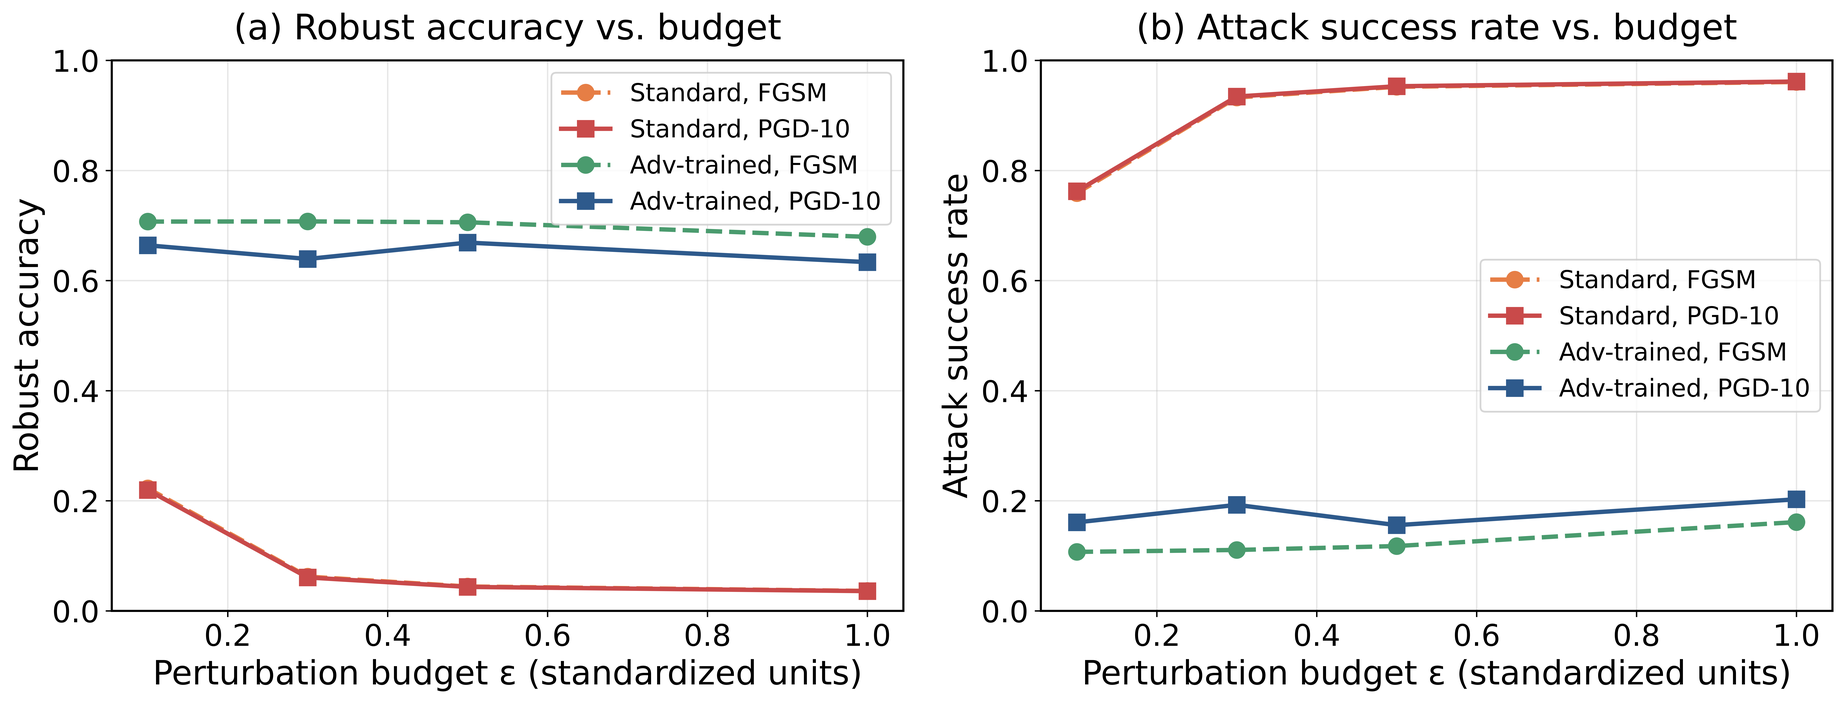 (a) Robust accuracy vs. budget
1.0
0.8
0.6
0.4
0.2
0.0
Robust accuracy
Standard, FGSM
Standard, PGD-10
Adv-trained, FGSM
Adv-trained, PGD-10
0.2 0.4 0.6 0.8 1.0
Perturbation budget ε (standardized units)
(b) Attack success rate vs. budget
1.0
0.8
0.6
0.4
0.2
0.0
Attack success rate
Standard, FGSM
Standard, PGD-10
Adv-trained, FGSM
Adv-trained, PGD-10
0.2 0.4 0.6 0.8 1.0
Perturbation budget ε (standardized units)